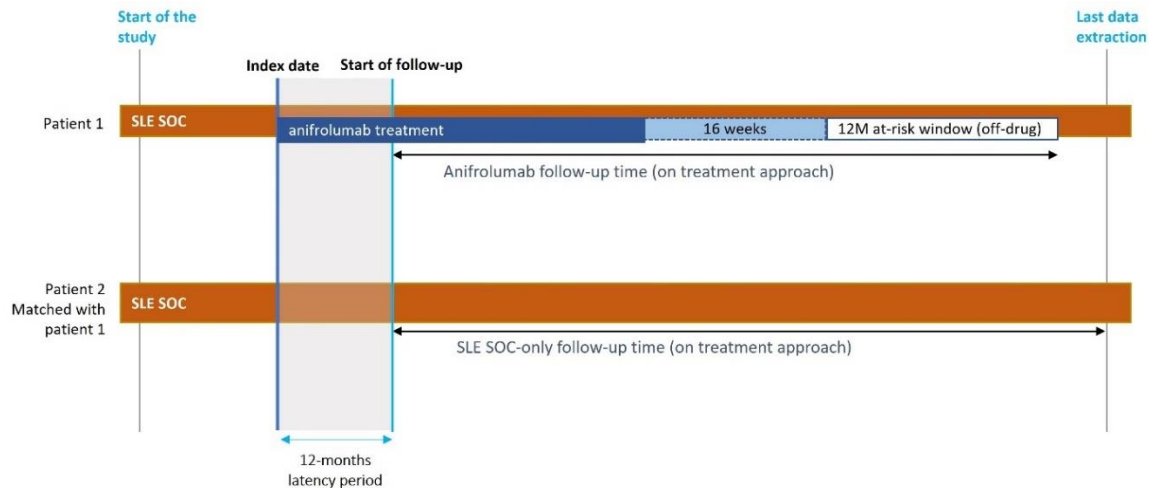 Start of the
study
Last data
extraction
Index date
Start of follow-up
Patient 1
SLE SOC
anifrolumab treatment
16 weeks
12M at-risk window (off-drug)
Anifrolumab follow-up time (on treatment approach)
Patient 2
Matched with
patient 1
SLE SOC
SLE SOC-only follow-up time (on treatment approach)
12-months
latency period